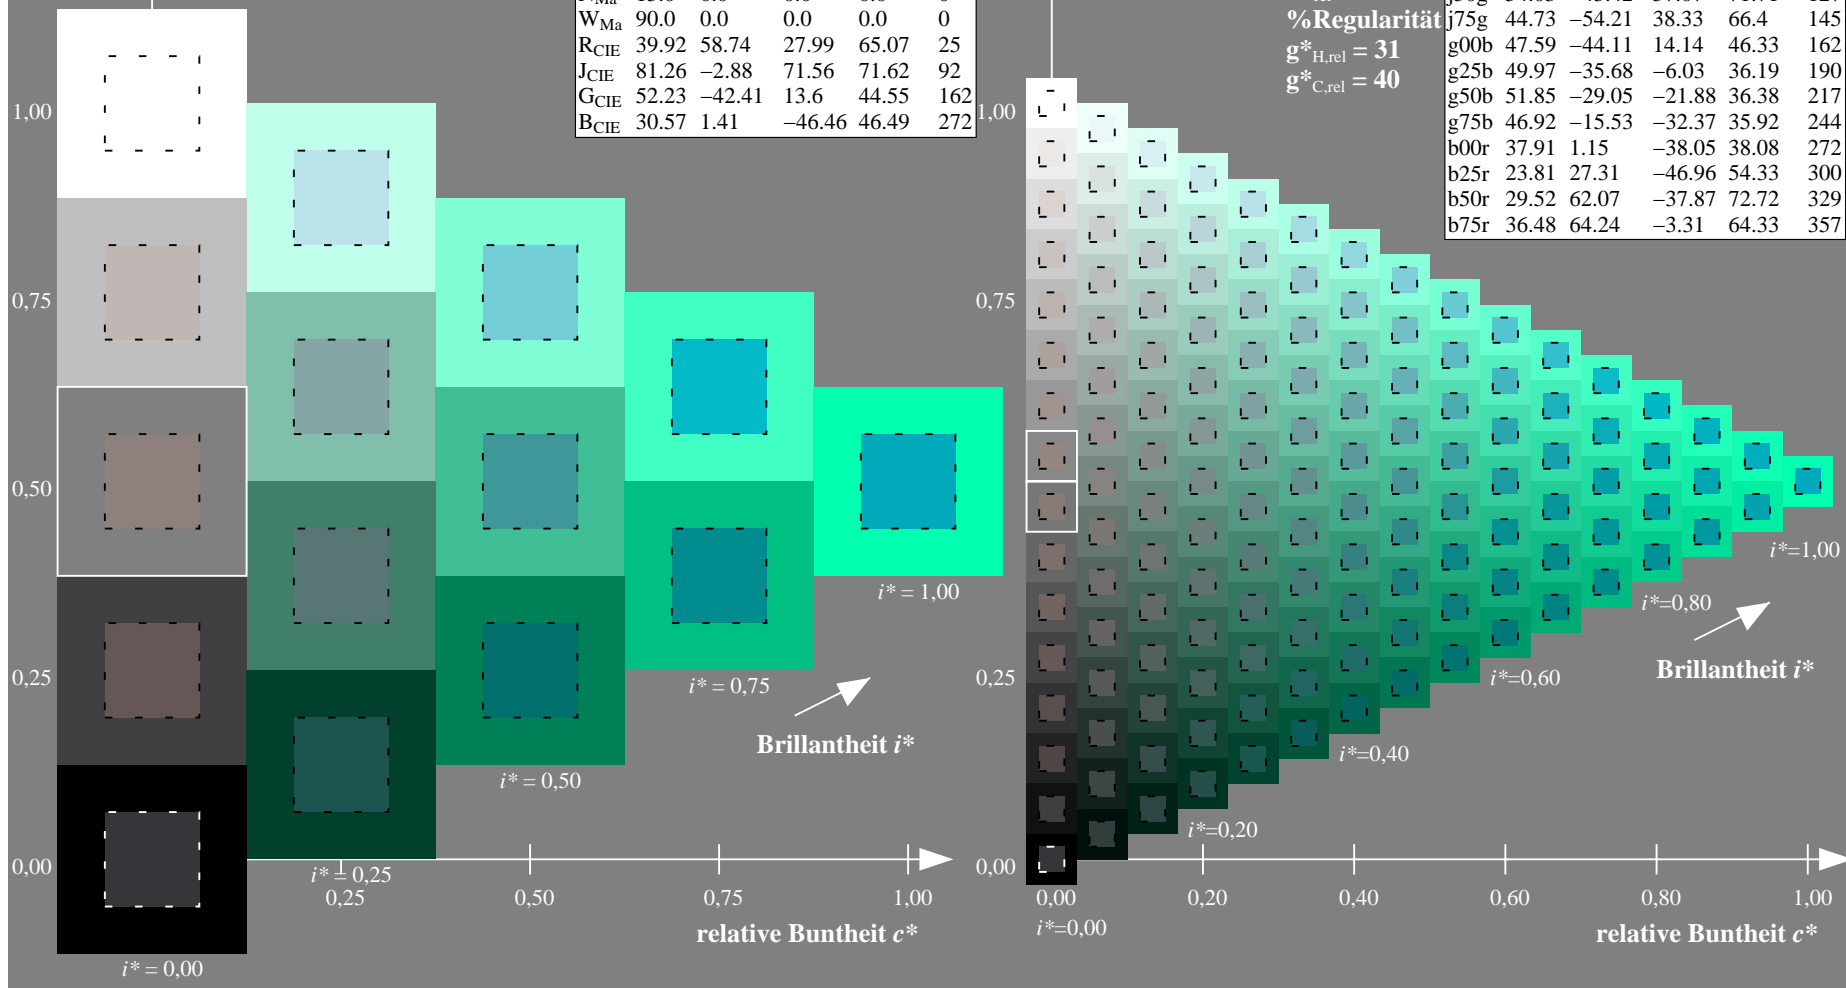 W_Ma 90.0 0.0 0.0 0.0 0
R_CIE 39.92 58.74 27.99 65.07 25
J_CIE 81.26 −2.88 71.56 71.62 92
G_CIE 52.23 −42.41 13.6 44.55 162
B_CIE 30.57 1.41 −46.46 46.49 272
%Regularität
g*H,rel = 31
g*C,rel = 40
j75g 44.73 −54.21 38.33 66.4 145
g00b 47.59 −44.11 14.14 46.33 162
g25b 49.97 −35.68 −6.03 36.19 190
g50b 51.85 −29.05 −21.88 36.38 217
g75b 46.92 −15.53 −32.37 35.92 244
b00r 37.91 1.15 −38.05 38.08 272
b25r 23.81 27.31 −46.96 54.33 300
b50r 29.52 62.07 −37.87 72.72 329
b75r 36.48 64.24 −3.31 64.33 357
1,00
0,75
0,50
0,25
0,00
i* = 1,00
i* = 0,75
Brillantheit i*
i* = 0,50
i* = 0,25
0,25 0,50 0,75 1,00
relative Buntheit c*
i* = 0,00
1,00
0,75
0,25
0,00
i*=1,00
i*=0,80
Brillantheit i*
i*=0,60
i*=0,40
i*=0,20
0,00 0,20 0,40 0,60 0,80 1,00
i*=0,00
relative Buntheit c*